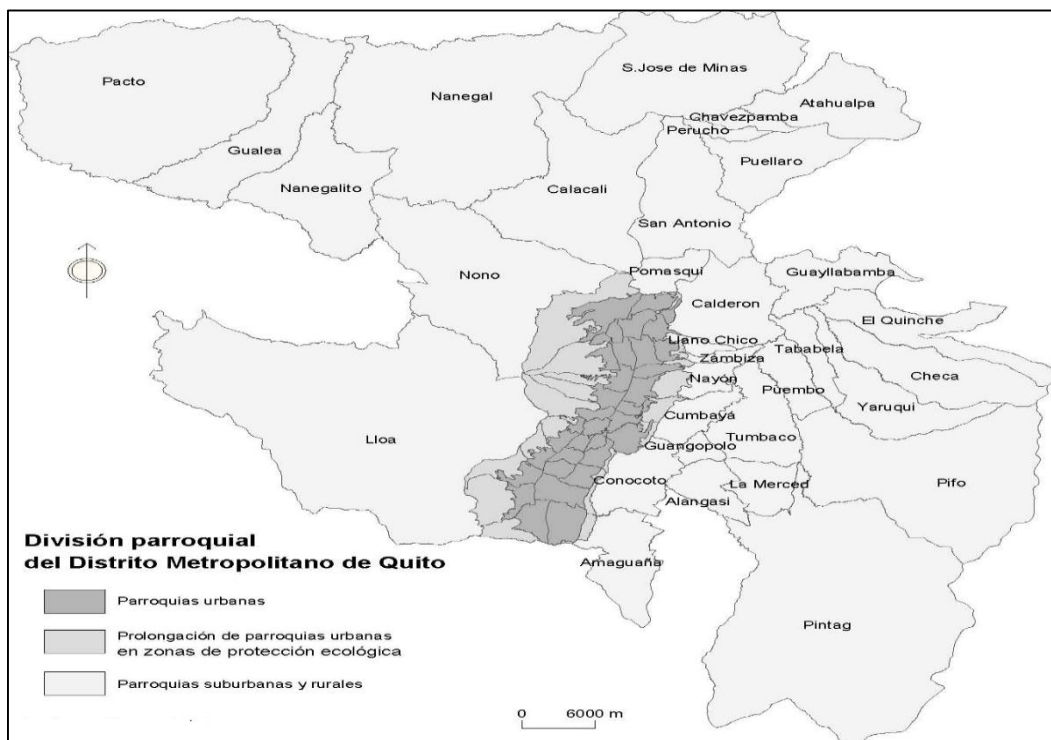 S.Jose de Minas
Pacto
Nanegal
Atahualpa
Chavezpamba
Perucho
Gualea
Puellaro
Nanegalito
Calacali
San Antonio
Nono
Pomasqui
Guayllabamba
Calderon
El Quinche
Llano Chico
Tababela
Zámbiza
Checa
Nayón
Puembo
Yaruqui
Cumbayá
Lloa
Guangopolo
Tumbaco
Conocoto
La Merced
Pifo
Alangasi
Amaguaña
Pintag
División parroquial
del Distrito Metropolitano de Quito
Parroquias urbanas
Prolongación de parroquias urbanas
en zonas de protección ecológica
Parroquias suburbanas y rurales
0 6000 m